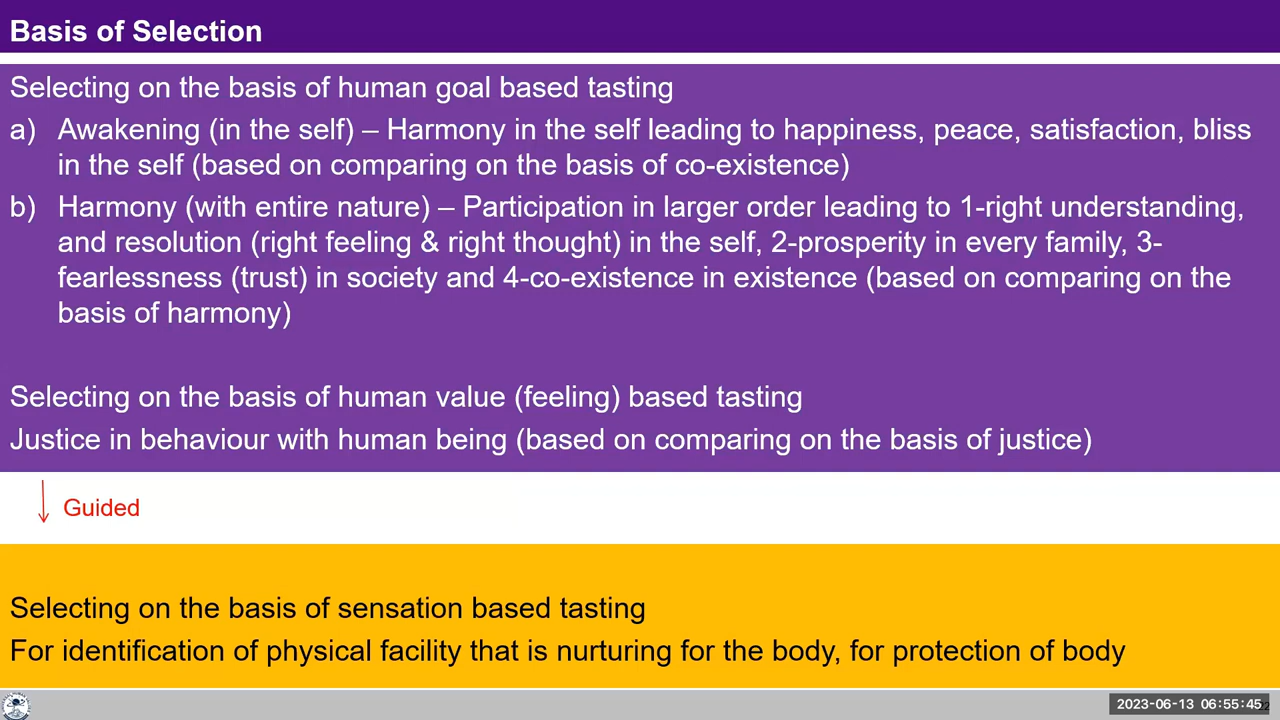 Basis of Selection
Selecting on the basis of human goal based tasting
a) Awakening (in the self) – Harmony in the self leading to happiness, peace, satisfaction, bliss
in the self (based on comparing on the basis of co-existence)
b) Harmony (with entire nature) – Participation in larger order leading to 1-right understanding,
and resolution (right feeling & right thought) in the self, 2-prosperity in every family, 3-
fearlessness (trust) in society and 4-co-existence in existence (based on comparing on the
basis of harmony)
Selecting on the basis of human value (feeling) based tasting
Justice in behaviour with human being (based on comparing on the basis of justice)
Guided
Selecting on the basis of sensation based tasting
For identification of physical facility that is nurturing for the body, for protection of body
2023-06-13 06:55:45